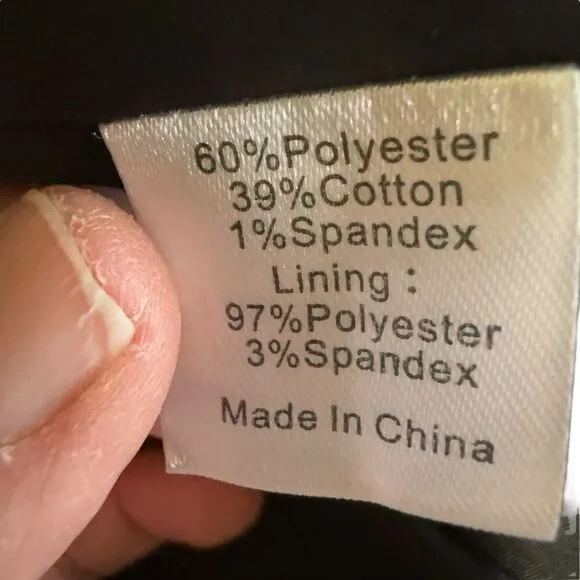 60%Polyester
39%Cotton
1%Spandex
Lining :
97%Polyester
3%Spandex
Made In China